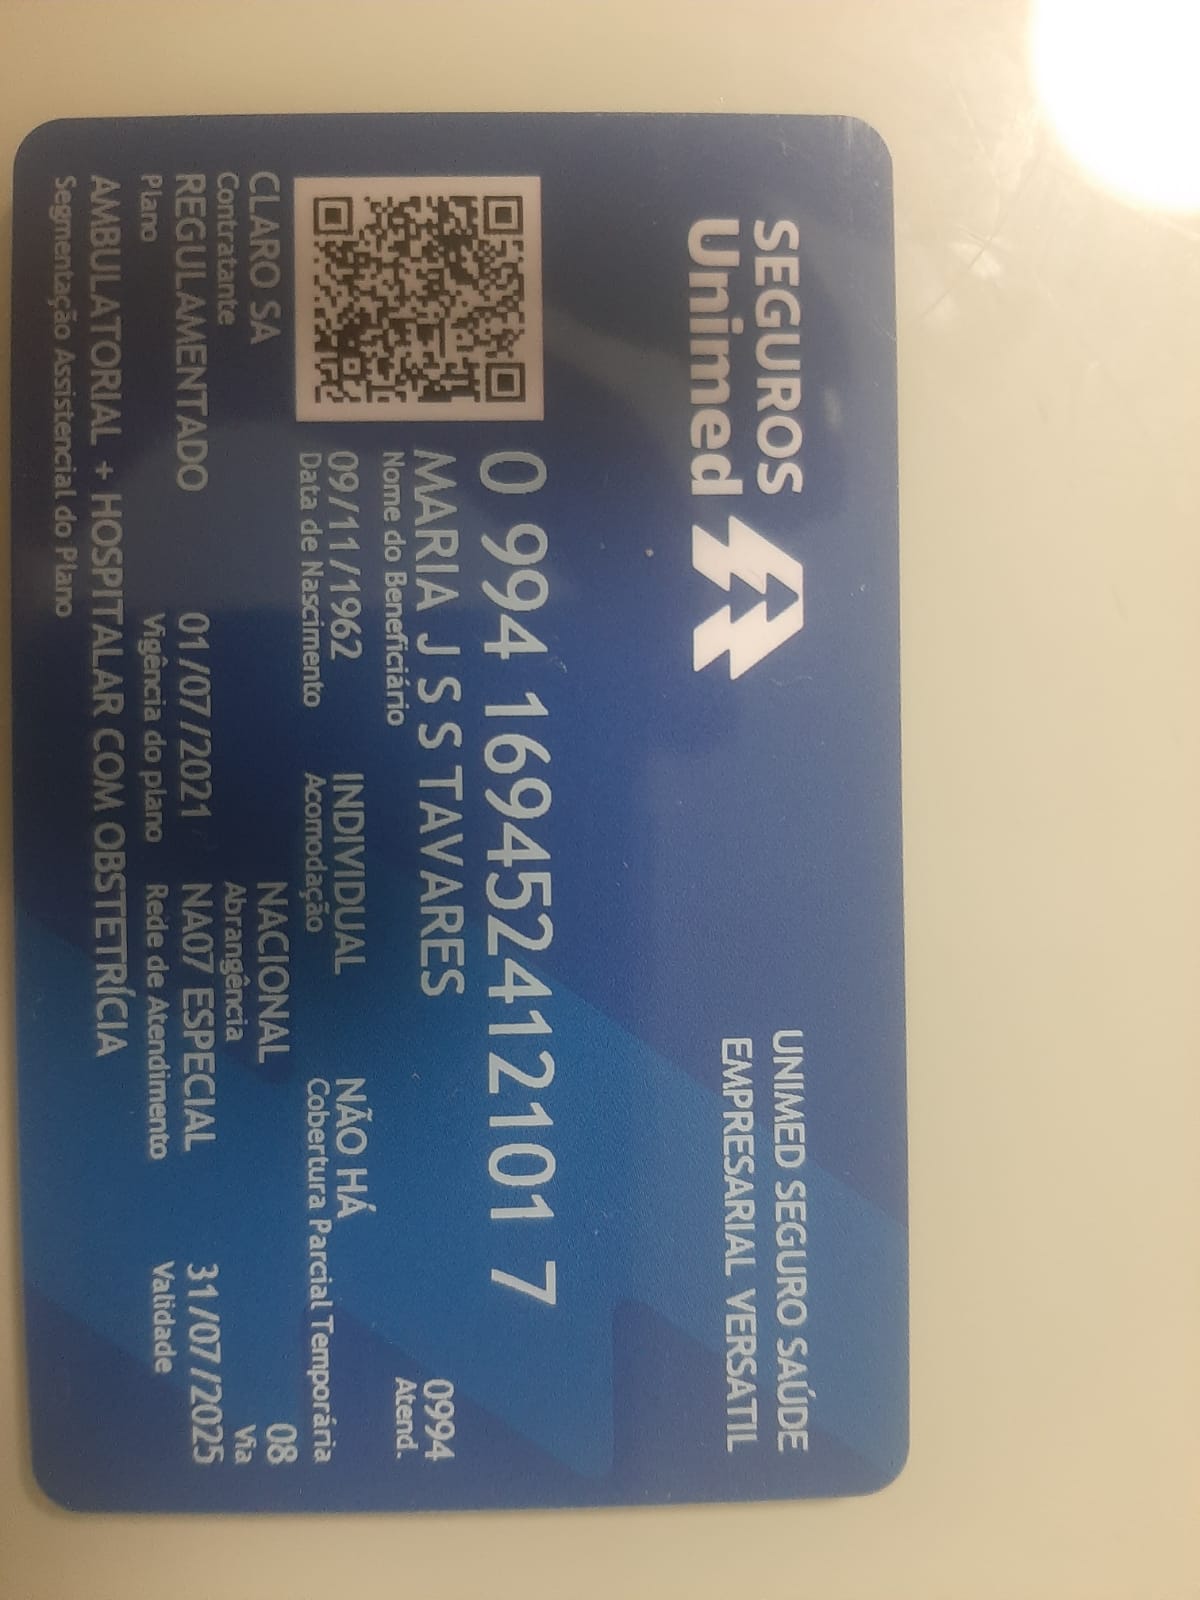 SEGUROS
Unimed
UNIMED SEGURO SAÚDE
EMPRESARIAL VERSÁTIL
0 994 169452412101 7
MARIA J S S TAVARES
Nome do Beneficiário
0994
Atend.
09/11/1962 INDIVIDUAL NÃO HÁ
Data de Nascimento Acomodação Cobertura Parcial Temporária
CLARO SA NACIONAL 08
Contratante Abrangência Via
REGULAMENTADO 01/07/2021 NA07 ESPECIAL 31/07/2025
Plano Vigência do plano Rede de Atendimento Validade
AMBULATORIAL + HOSPITALAR COM OBSTETRÍCIA
Segmentação Assistencial do Plano